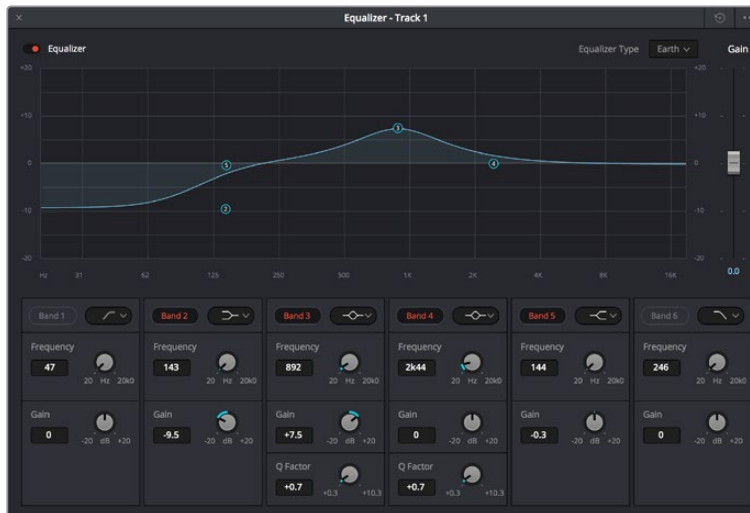 Equalizer - Track 1
Equalizer
Equalizer Type Earth Gain
+20 +20
+10 +10
0 0
-10 -10
-20 -20
Hz 31 62 125 250 500 1K 2K 4K 8K 16K
0.0
3
5
4
2
Band 1 Band 2 Band 3 Band 4 Band 5 Band 6
Frequency Frequency Frequency Frequency Frequency Frequency
47 143 892 2k44 144 246
20 Hz 20k0 20 Hz 20k0 20 Hz 20k0 20 Hz 20k0 20 Hz 20k0 20 Hz 20k0
Gain Gain Gain Gain Gain Gain
0 -9.5 +7.5 0 -0.3 0
-20 dB +20 -20 dB +20 -20 dB +20 -20 dB +20 -20 dB +20 -20 dB +20
Q Factor Q Factor
+0.7 +0.7
+0.3 +10.3 +0.3 +10.3